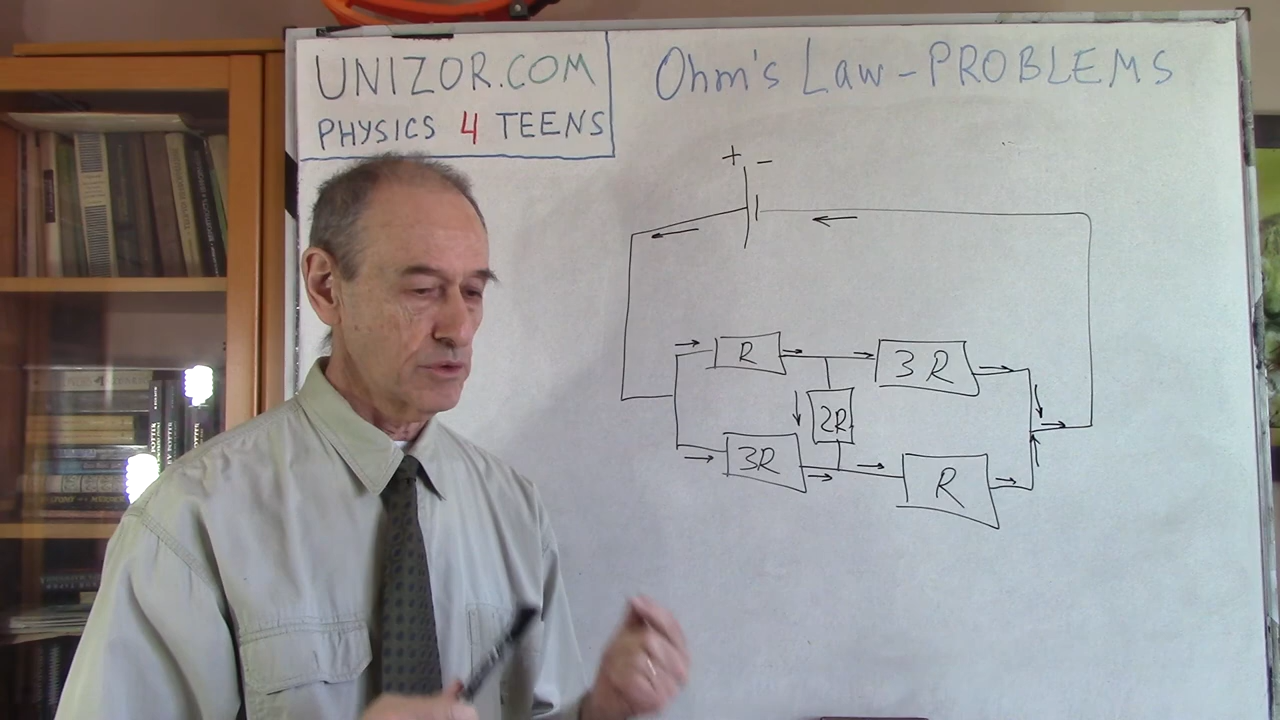 UNIZOR.COM
PHYSICS 4 TEENS
Ohm's Law - PROBLEMS
+ -
R
3R
2R
3R
R